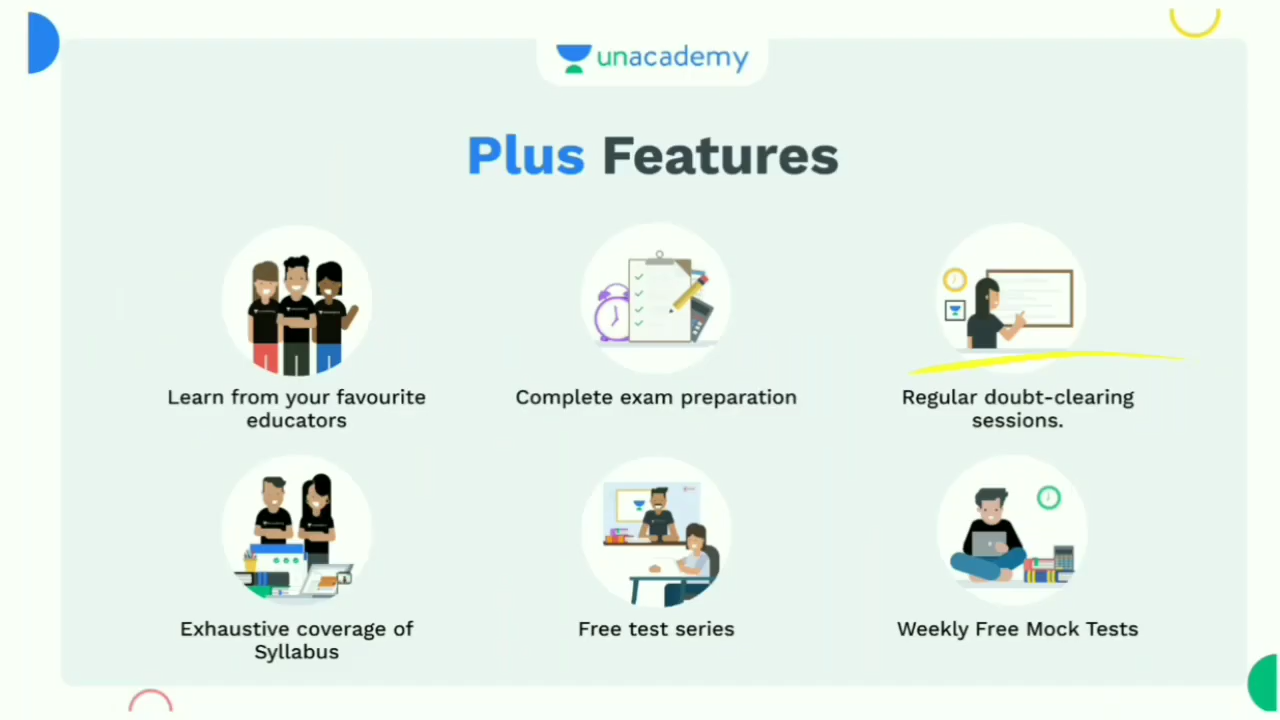 unacademy
Plus Features
Learn from your favourite
educators
Complete exam preparation
Regular doubt-clearing
sessions.
Exhaustive coverage of
Syllabus
Free test series
Weekly Free Mock Tests